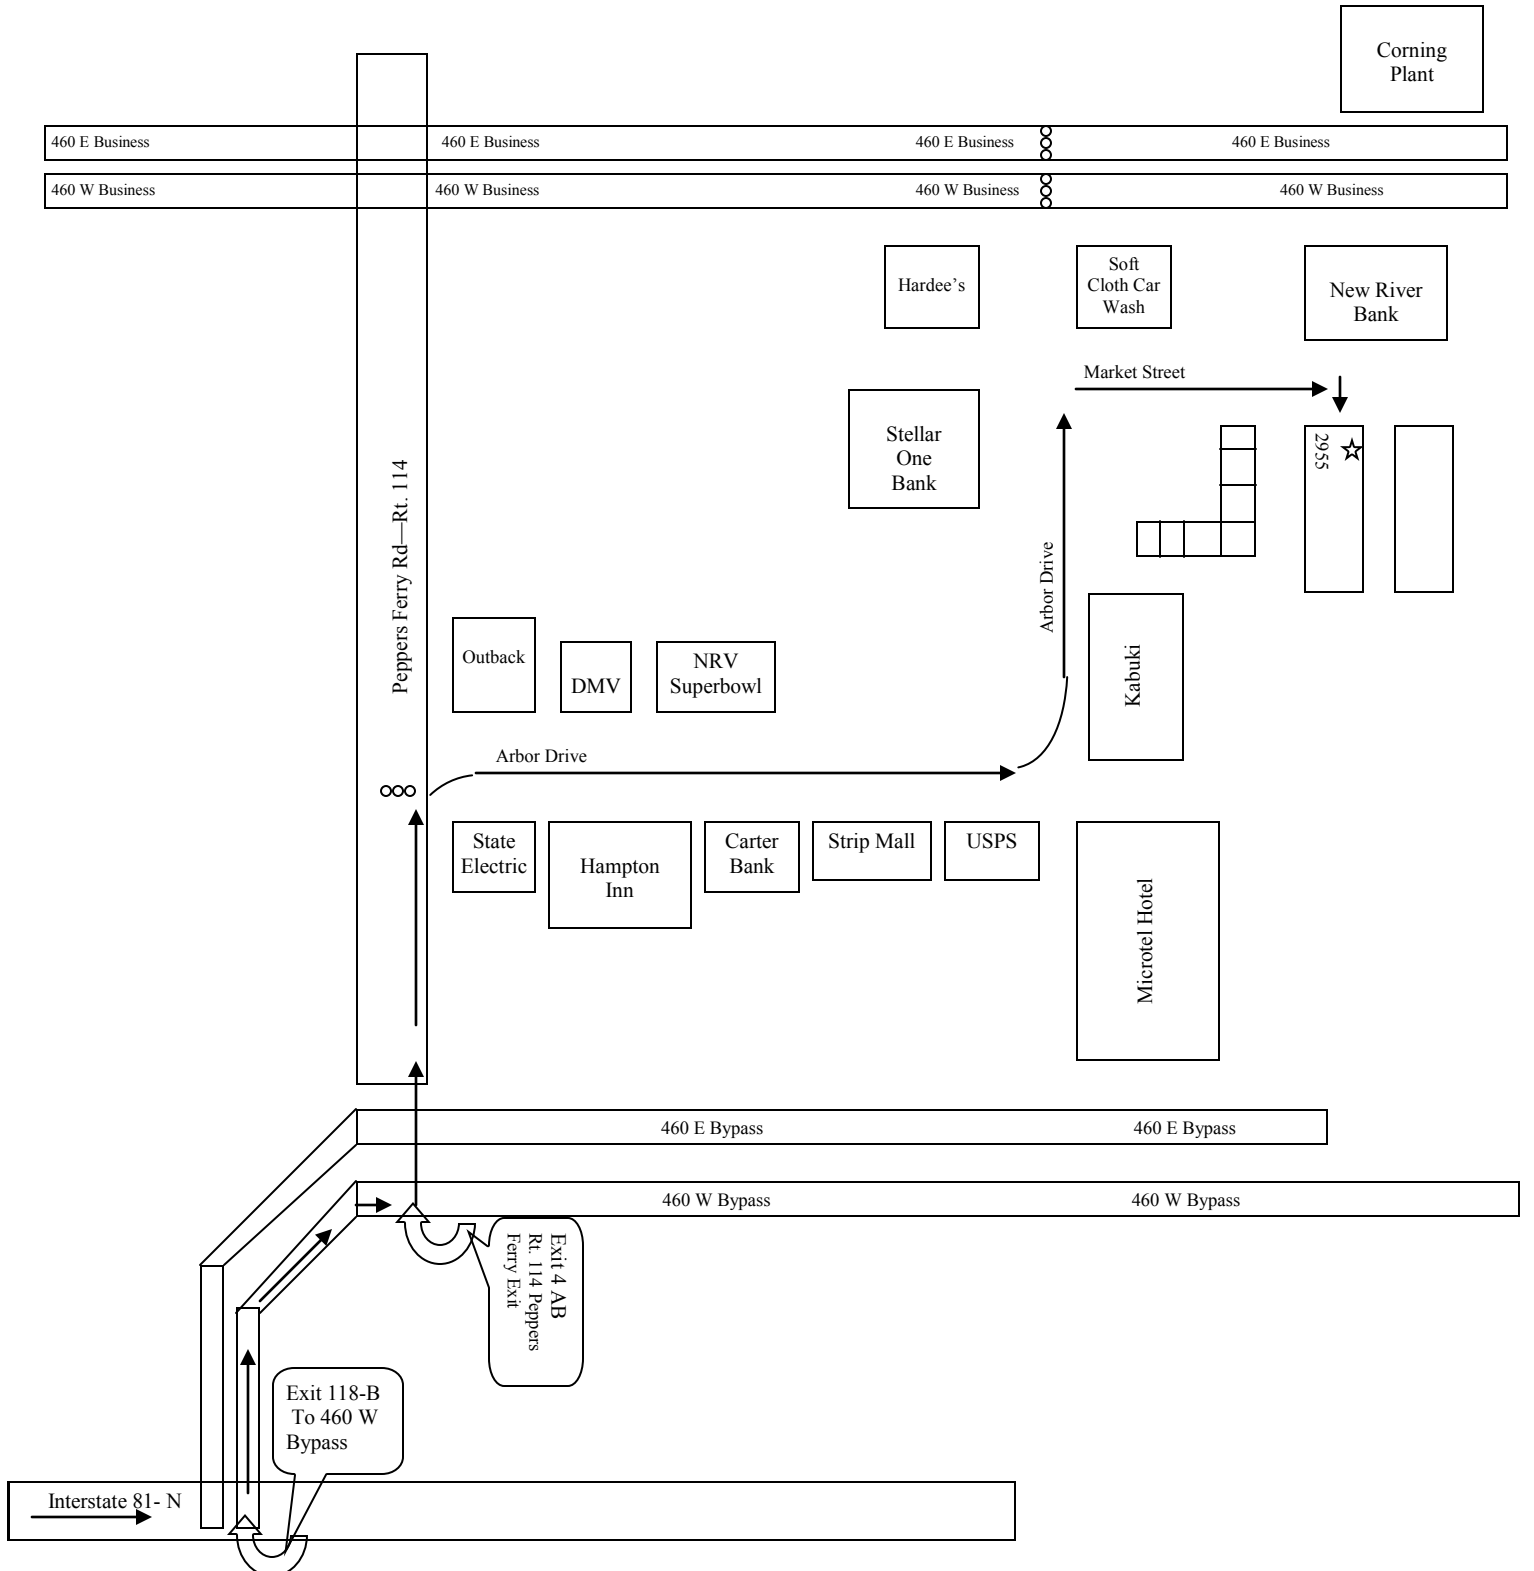 Corning
Plant
460 E Business
460 E Business
460 E Business
460 E Business
460 W Business
460 W Business
460 W Business
460 W Business
Hardee's
Soft
Cloth Car
Wash
New River
Bank
Market Street
Stellar
One
Bank
2955
Peppers Ferry Rd—Rt. 114
Arbor Drive
Outback
DMV
NRV
Superbowl
Kabuki
Arbor Drive
State
Electric
Hampton
Inn
Carter
Bank
Strip Mall
USPS
Microtel Hotel
460 E Bypass
460 E Bypass
460 W Bypass
460 W Bypass
Exit 4 AB
Rt. 114 Peppers
Ferry Exit
Exit 118-B
To 460 W
Bypass
Interstate 81- N